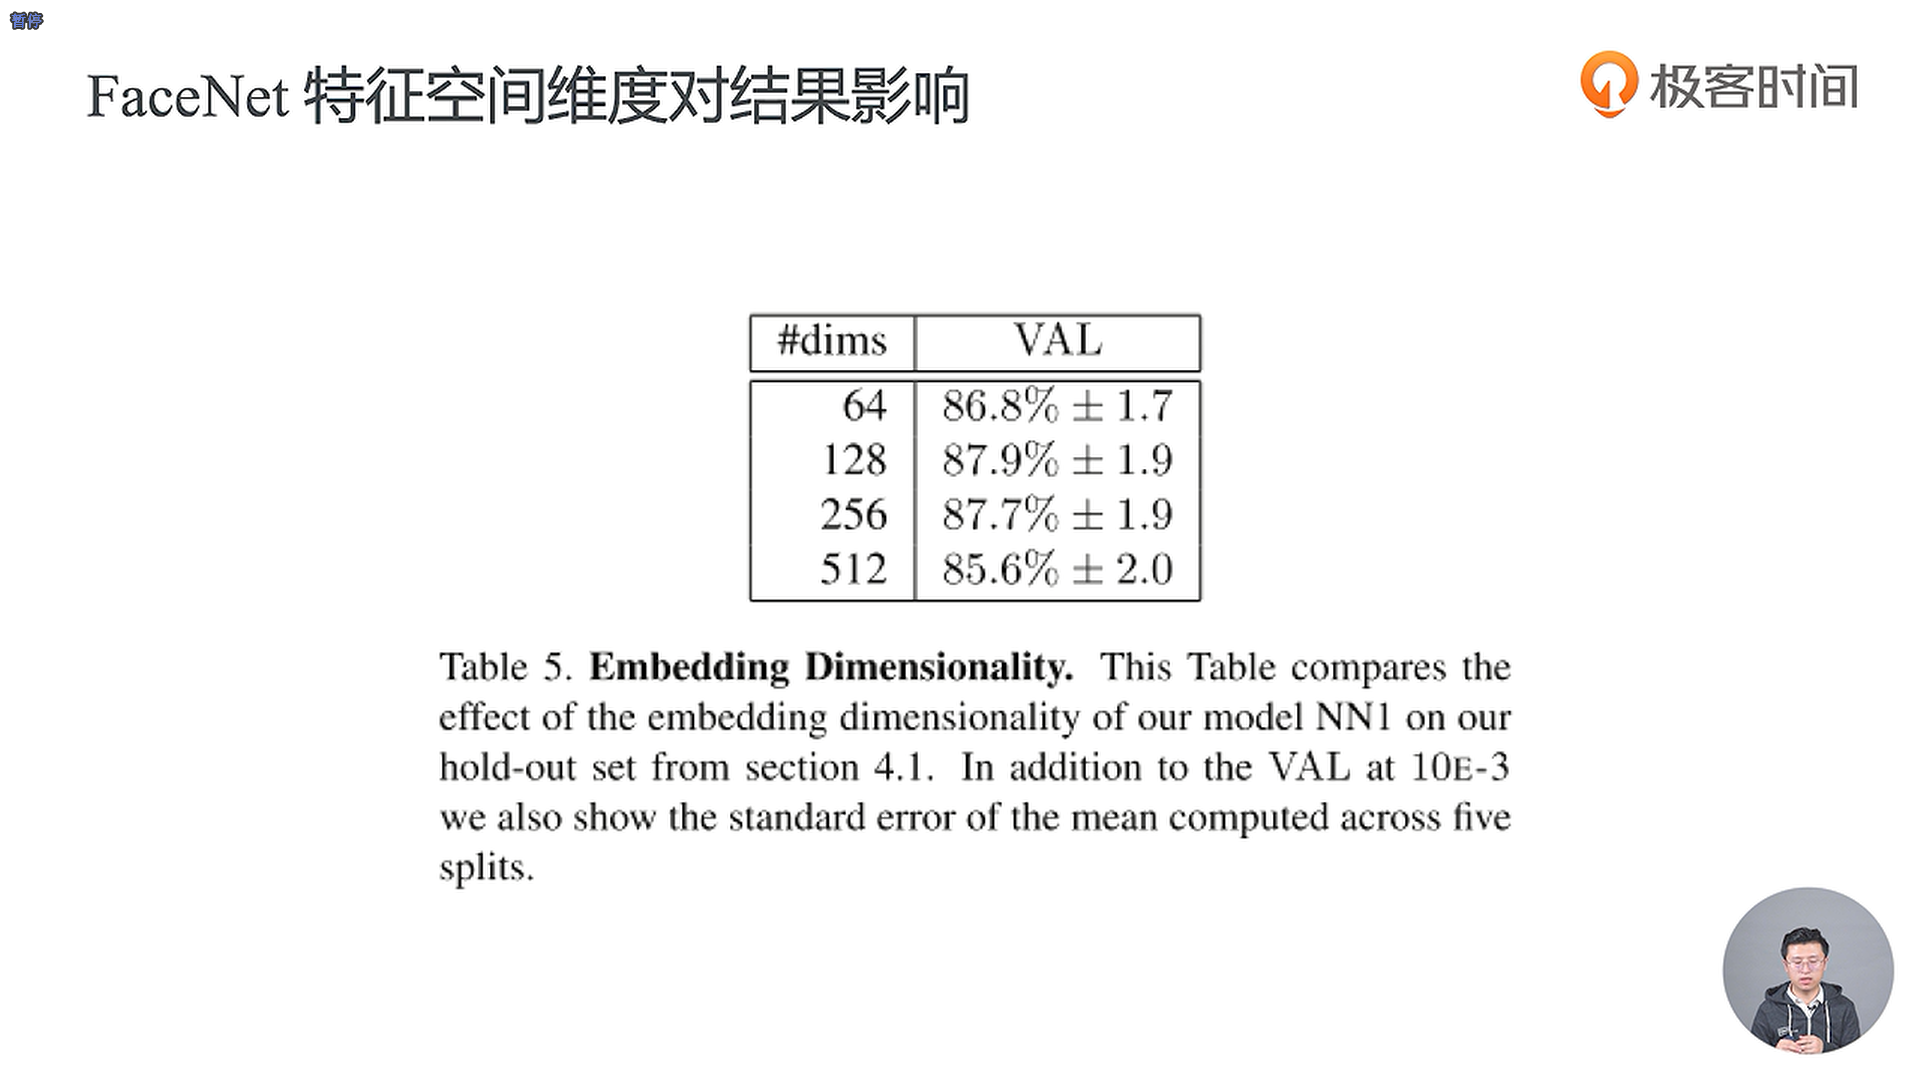 暂停
FaceNet 特征空间维度对结果影响
极客时间
#dims VAL
64 86.8% ± 1.7
128 87.9% ± 1.9
256 87.7% ± 1.9
512 85.6% ± 2.0
Table 5. Embedding Dimensionality. This Table compares the
effect of the embedding dimensionality of our model NN1 on our
hold-out set from section 4.1. In addition to the VAL at 10E-3
we also show the standard error of the mean computed across five
splits.